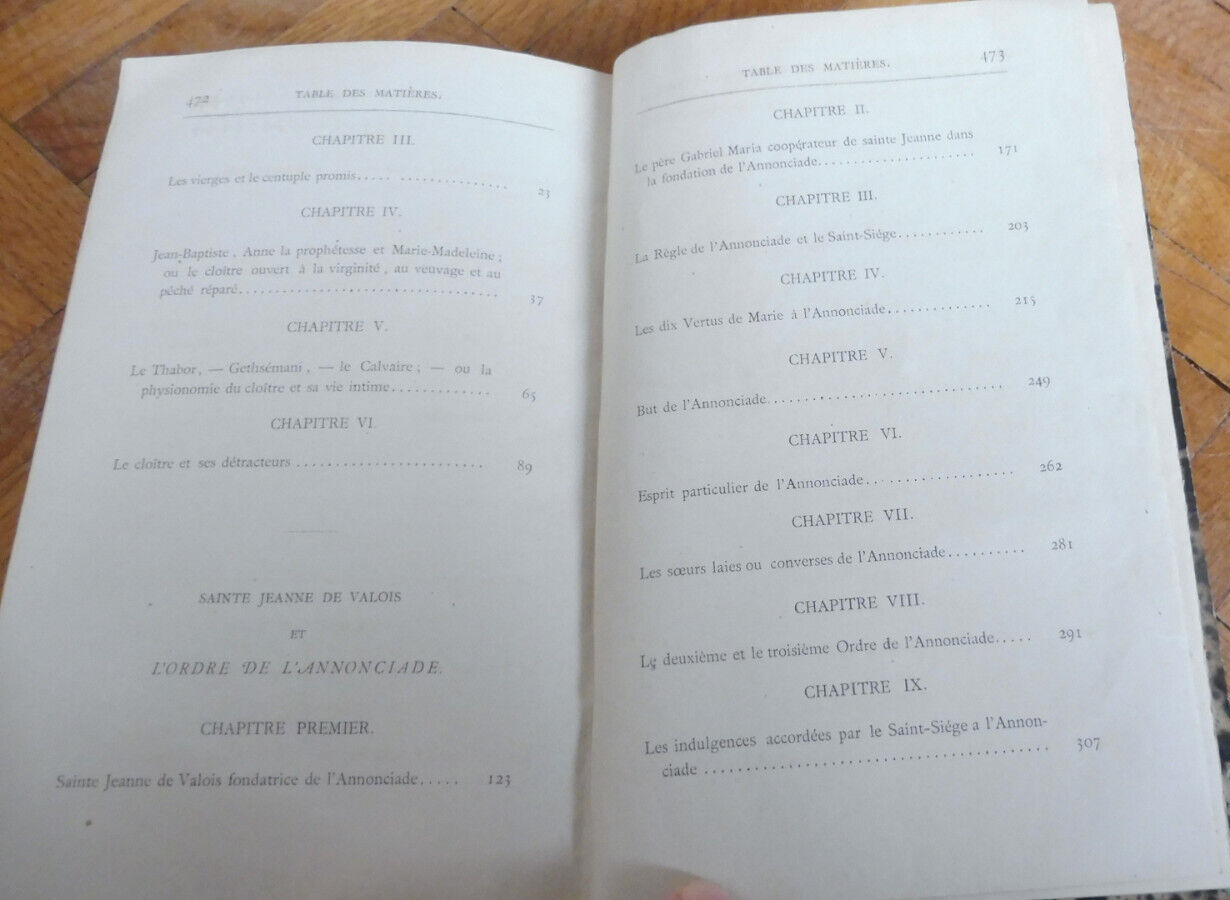 472 TABLE DES MATIÈRES.
CHAPITRE III.
Les vierges et le centuple promis..... ............... 23
CHAPITRE IV.
Jean-Baptiste, Anne la prophétesse et Marie-Madeleine ;
ou le cloître ouvert à la virginité, au veuvage et au
péché réparé.................................. 37
CHAPITRE V.
Le Thabor, — Gethsémani, — le Calvaire ; — ou la
physionomie du cloître et sa vie intime............. 65
CHAPITRE VI.
Le cloître et ses détracteurs ........................ 89
SAINTE JEANNE DE VALOIS
ET
L'ORDRE DE L'ANNONCIADE.
CHAPITRE PREMIER.
Sainte Jeanne de Valois fondatrice de l'Annonciade..... 123
TABLE DES MATIÈRES. 473
CHAPITRE II.
Le père Gabriel Maria coopérateur de sainte Jeanne dans
la fondation de l'Annonciade.................... 171
CHAPITRE III.
La Règle de l'Annonciade et le Saint-Siége............ 203
CHAPITRE IV.
Les dix Vertus de Marie à l'Annonciade.............. 215
CHAPITRE V.
But de l'Annonciade.............................. 249
CHAPITRE VI.
Esprit particulier de l'Annonciade.................. 262
CHAPITRE VII.
Les sœurs laies ou converses de l'Annonciade.......... 281
CHAPITRE VIII.
Le deuxième et le troisième Ordre de l'Annonciade..... 291
CHAPITRE IX.
Les indulgences accordées par le Saint-Siége a l'Annon-
ciade ........................................ 307